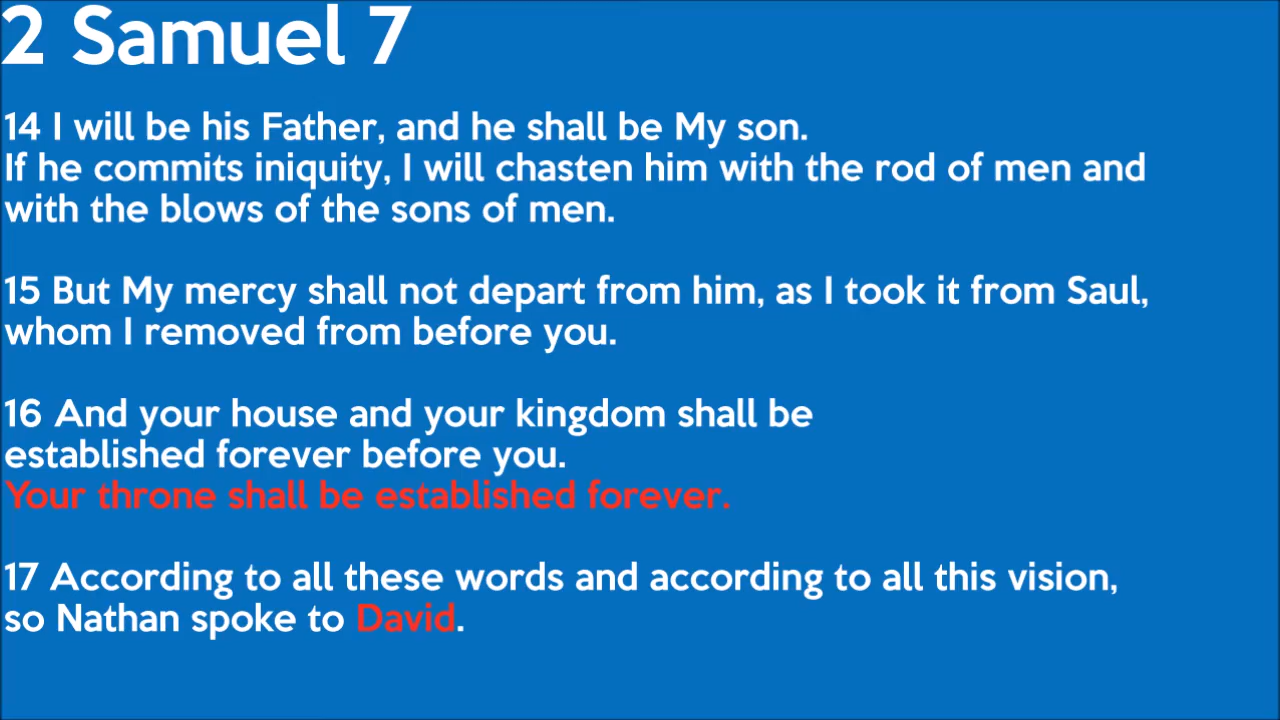 2 Samuel 7
14 I will be his Father, and he shall be My son.
If he commits iniquity, I will chasten him with the rod of men and
with the blows of the sons of men.
15 But My mercy shall not depart from him, as I took it from Saul,
whom I removed from before you.
16 And your house and your kingdom shall be
established forever before you.
Your throne shall be established forever.
17 According to all these words and according to all this vision,
so Nathan spoke to David.